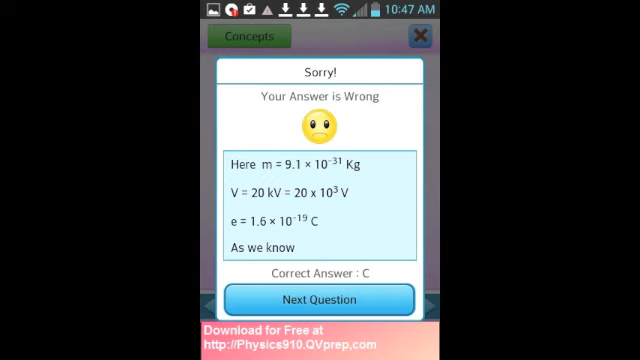 10:47 AM
Concepts
Sorry!
Your Answer is Wrong
Here m = 9.1 × 10⁻³¹ Kg
V = 20 kV = 20 x 10³ V
e = 1.6 × 10⁻¹⁹ C
As we know
Correct Answer : C
Next Question
Download for Free at
http://Physics910.QVprep.com